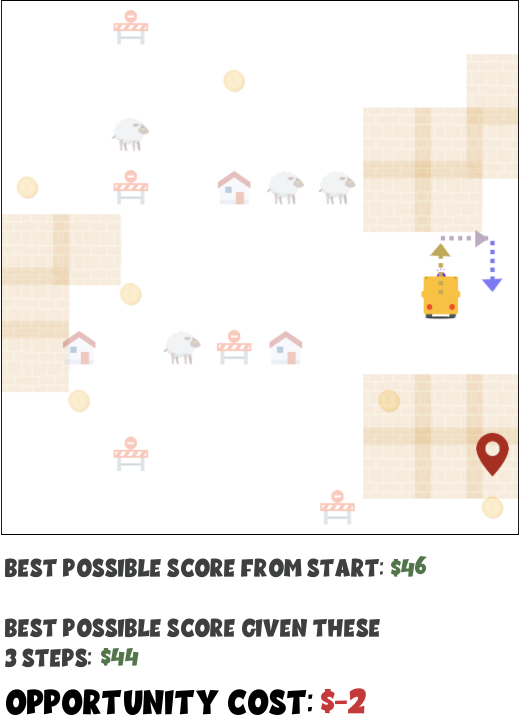 BEST POSSIBLE SCORE FROM START: $46
BEST POSSIBLE SCORE GIVEN THESE
3 STEPS: $44
OPPORTUNITY COST: $-2